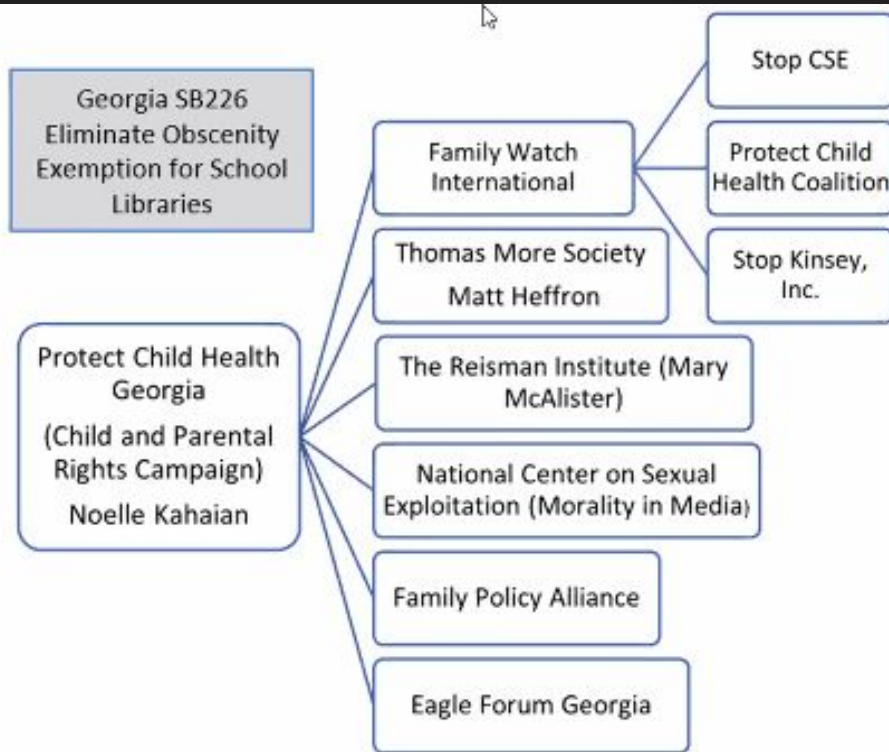 Georgia SB226
Eliminate Obscenity
Exemption for School
Libraries
Protect Child Health
Georgia
(Child and Parental
Rights Campaign)
Noelle Kahaian
Family Watch
International
Thomas More Society
Matt Heffron
The Reisman Institute (Mary
McAlister)
National Center on Sexual
Exploitation (Morality in Media)
Family Policy Alliance
Eagle Forum Georgia
Stop CSE
Protect Child
Health Coalition
Stop Kinsey,
Inc.